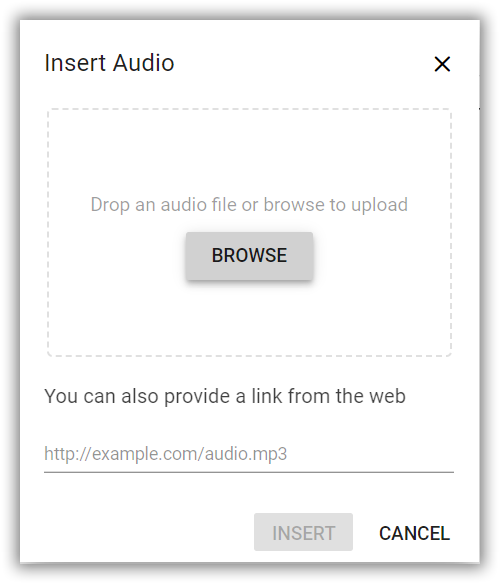 Insert Audio
Drop an audio file or browse to upload
BROWSE
You can also provide a link from the web
http://example.com/audio.mp3
INSERT CANCEL